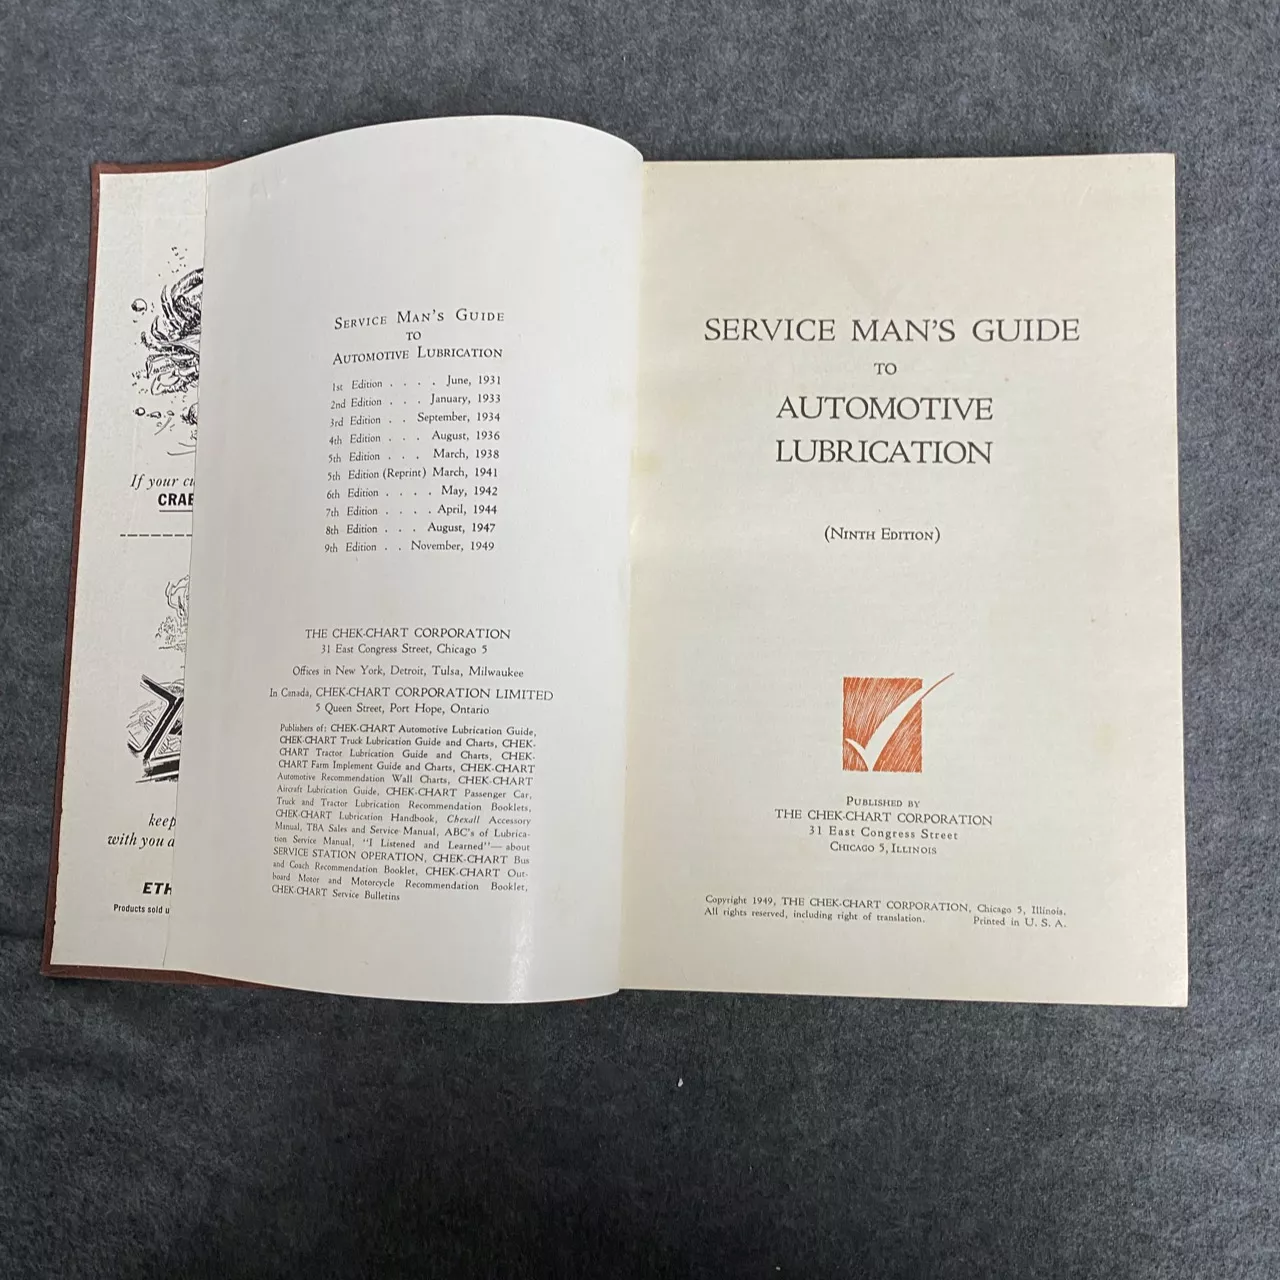 If your cu
CRAB
keep
with you a
ETH
Products sold u
SERVICE MAN'S GUIDE
TO
AUTOMOTIVE LUBRICATION
1st Edition . . . . June, 1931
2nd Edition . . . January, 1933
3rd Edition . . September, 1934
4th Edition . . . August, 1936
5th Edition . . . March, 1938
5th Edition (Reprint) March, 1941
6th Edition . . . . May, 1942
7th Edition . . . . April, 1944
8th Edition . . . August, 1947
9th Edition . . November, 1949
THE CHEK-CHART CORPORATION
31 East Congress Street, Chicago 5
Offices in New York, Detroit, Tulsa, Milwaukee
In Canada, CHEK-CHART CORPORATION LIMITED
5 Queen Street, Port Hope, Ontario
Publishers of: CHEK-CHART Automotive Lubrication Guide,
CHEK-CHART Truck Lubrication Guide and Charts, CHEK-
CHART Tractor Lubrication Guide and Charts, CHEK-
CHART Farm Implement Guide and Charts, CHEK-CHART
Automotive Recommendation Wall Charts, CHEK-CHART
Aircraft Lubrication Guide, CHEK-CHART Passenger Car,
Truck and Tractor Lubrication Recommendation Booklets,
CHEK-CHART Lubrication Handbook, Chexall Accessory
Manual, TBA Sales and Service Manual, ABC's of Lubrica-
tion Service Manual, "I Listened and Learned"—about
SERVICE STATION OPERATION, CHEK-CHART Bus
and Coach Recommendation Booklet, CHEK-CHART Out-
board Motor and Motorcycle Recommendation Booklet,
CHEK-CHART Service Bulletins
SERVICE MAN'S GUIDE
TO
AUTOMOTIVE
LUBRICATION
(NINTH EDITION)
PUBLISHED BY
THE CHEK-CHART CORPORATION
31 East Congress Street
CHICAGO 5, ILLINOIS
Copyright 1949, THE CHEK-CHART CORPORATION, Chicago 5, Illinois.
All rights reserved, including right of translation. Printed in U. S. A.